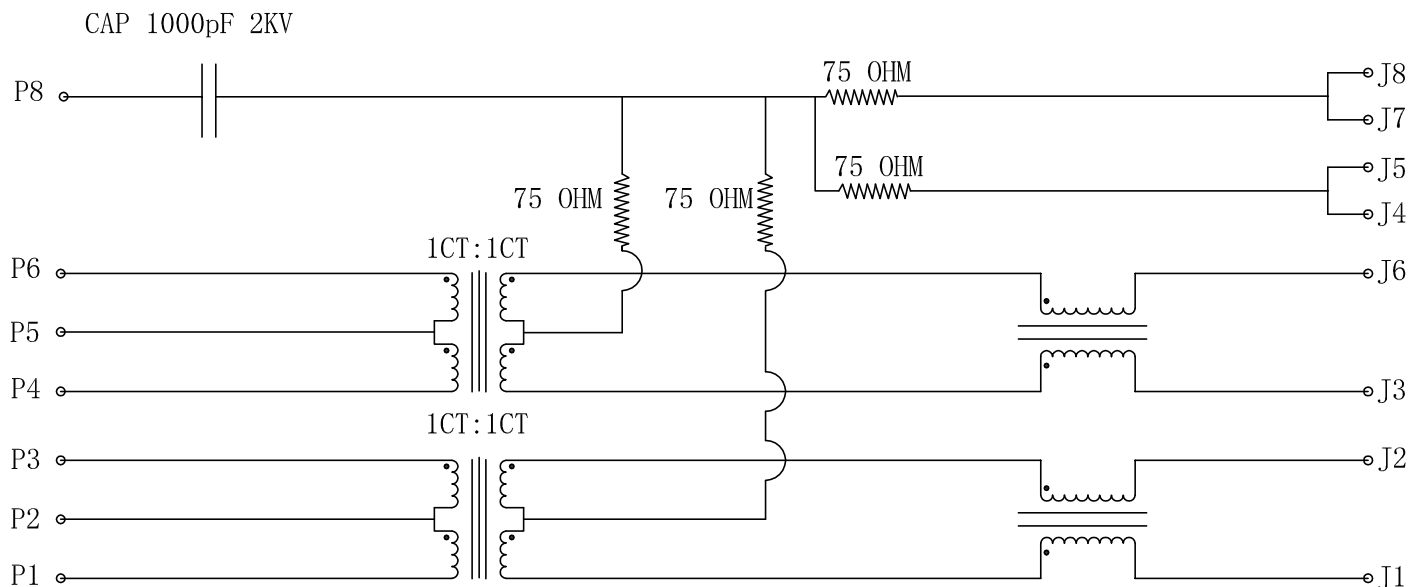 CAP 1000pF 2KV
P8
75 OHM
J8
J7
75 OHM
J5
75 OHM
75 OHM
J4
1CT:1CT
P6
J6
P5
P4
J3
1CT:1CT
P3
J2
P2
P1
J1